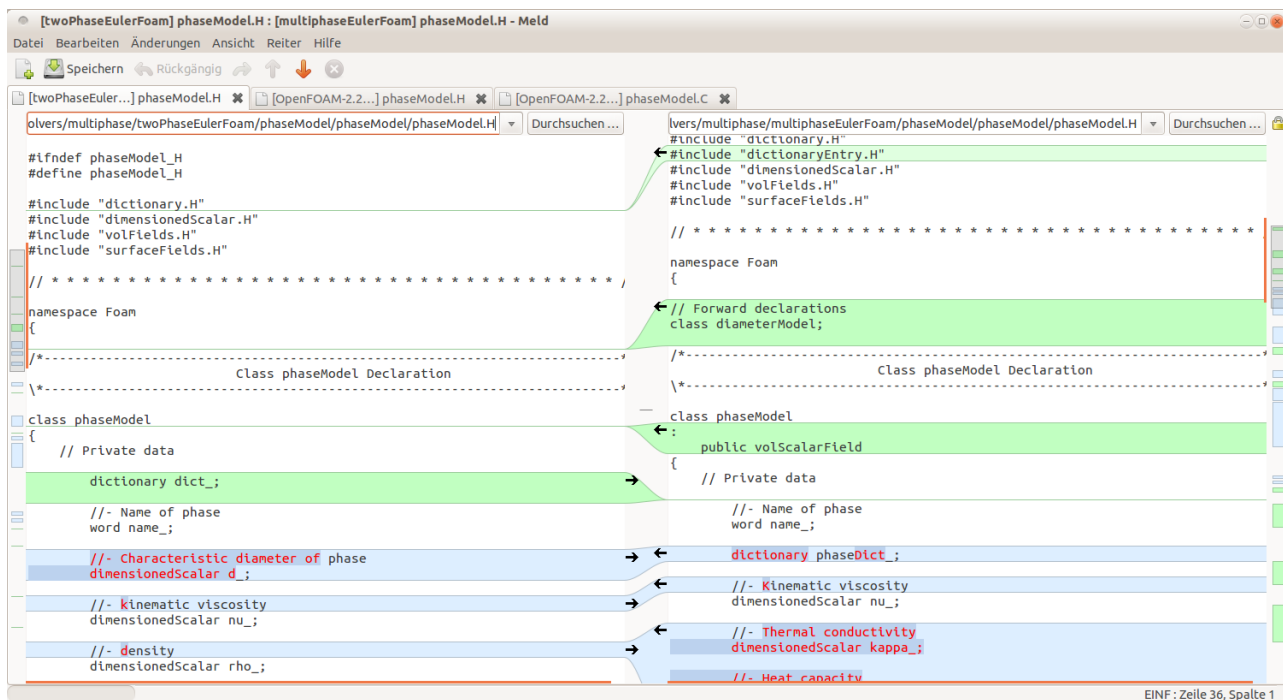 [twoPhaseEulerFoam] phaseModel.H : [multiphaseEulerFoam] phaseModel.H - Meld
Datei Bearbeiten Änderungen Ansicht Reiter Hilfe
Speichern Rückgängig
[twoPhaseEuler...] phaseModel.H [OpenFOAM-2.2...] phaseModel.H [OpenFOAM-2.2...] phaseModel.C
olvers/multiphase/twoPhaseEulerFoam/phaseModel/phaseModel/phaseModel.H Durchsuchen ...
#ifndef phaseModel_H
#define phaseModel_H
#include "dictionary.H"
#include "dimensionedScalar.H"
#include "volFields.H"
#include "surfaceFields.H"
// * * * * * * * * * * * * * * * * * * * * * * * * * * * * * * * * * * * * * /
namespace Foam
{
/*---------------------------------------------------------------------------*
Class phaseModel Declaration
\*---------------------------------------------------------------------------*
class phaseModel
{
// Private data
dictionary dict_;
//- Name of phase
word name_;
//- Characteristic diameter of phase
dimensionedScalar d_;
//- kinematic viscosity
dimensionedScalar nu_;
//- density
dimensionedScalar rho_;
lvers/multiphase/multiphaseEulerFoam/phaseModel/phaseModel/phaseModel.H Durchsuchen ...
#include "dictionary.H"
#include "dictionaryEntry.H"
#include "dimensionedScalar.H"
#include "volFields.H"
#include "surfaceFields.H"
// * * * * * * * * * * * * * * * * * * * * * * * * * * * * * * * * * * * * *
namespace Foam
{
// Forward declarations
class diameterModel;
/*---------------------------------------------------------------------------*
Class phaseModel Declaration
\*---------------------------------------------------------------------------*
class phaseModel
:
public volScalarField
{
// Private data
//- Name of phase
word name_;
dictionary phaseDict_;
//- Kinematic viscosity
dimensionedScalar nu_;
//- Thermal conductivity
dimensionedScalar kappa_;
//- Heat capacity
EINF : Zeile 36, Spalte 1